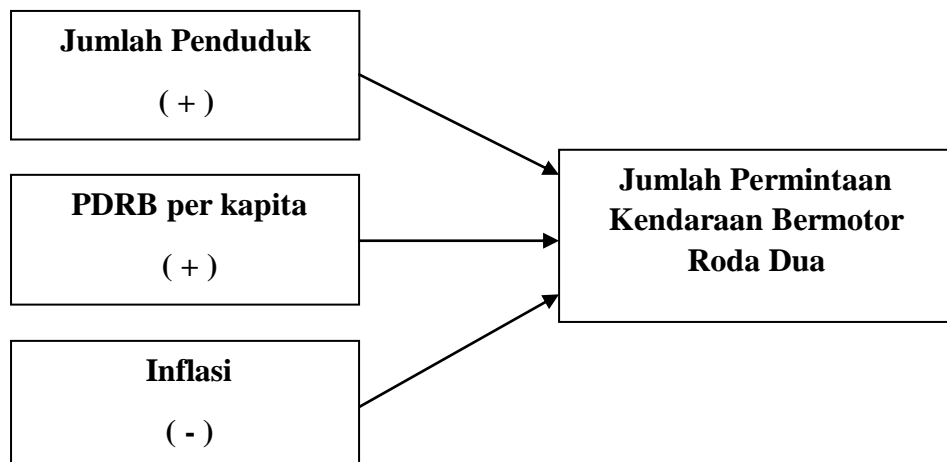 Jumlah Penduduk
( + )
PDRB per kapita
( + )
Inflasi
( - )
Jumlah Permintaan
Kendaraan Bermotor
Roda Dua